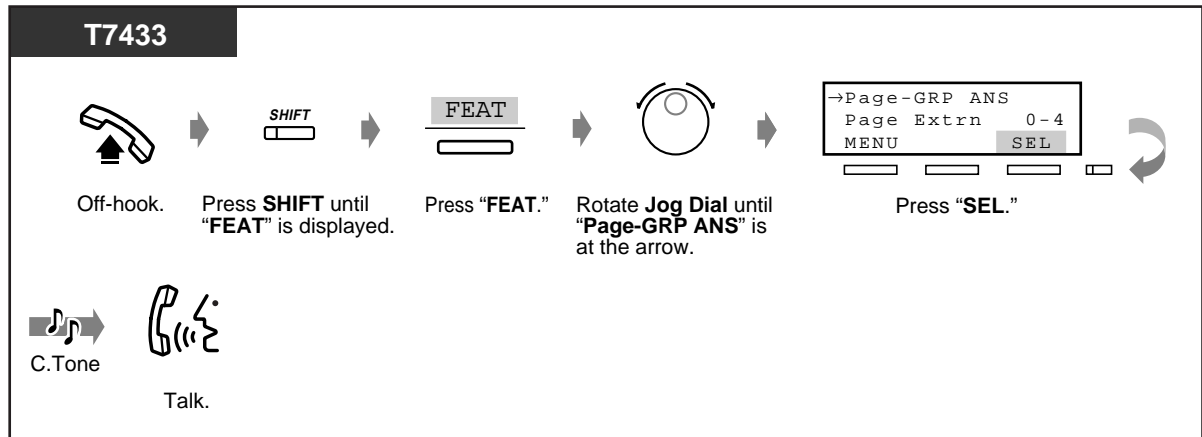 T7433
SHIFT
FEAT
→Page-GRP ANS
Page Extrn 0-4
MENU SEL
Off-hook.
Press SHIFT until
“FEAT” is displayed.
Press “FEAT.”
Rotate Jog Dial until
“Page-GRP ANS” is
at the arrow.
Press “SEL.”
C.Tone
Talk.